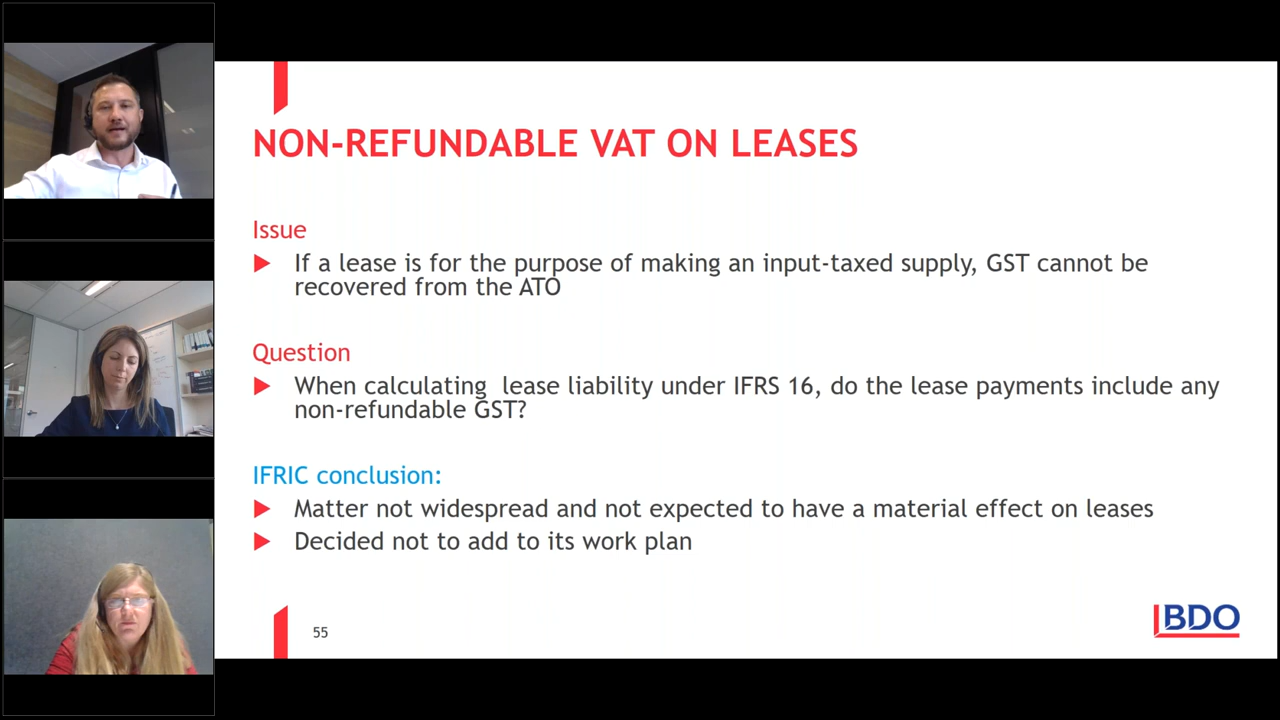 NON-REFUNDABLE VAT ON LEASES
Issue
If a lease is for the purpose of making an input-taxed supply, GST cannot be
recovered from the ATO
Question
When calculating lease liability under IFRS 16, do the lease payments include any
non-refundable GST?
IFRIC conclusion:
Matter not widespread and not expected to have a material effect on leases
Decided not to add to its work plan
55
BDO